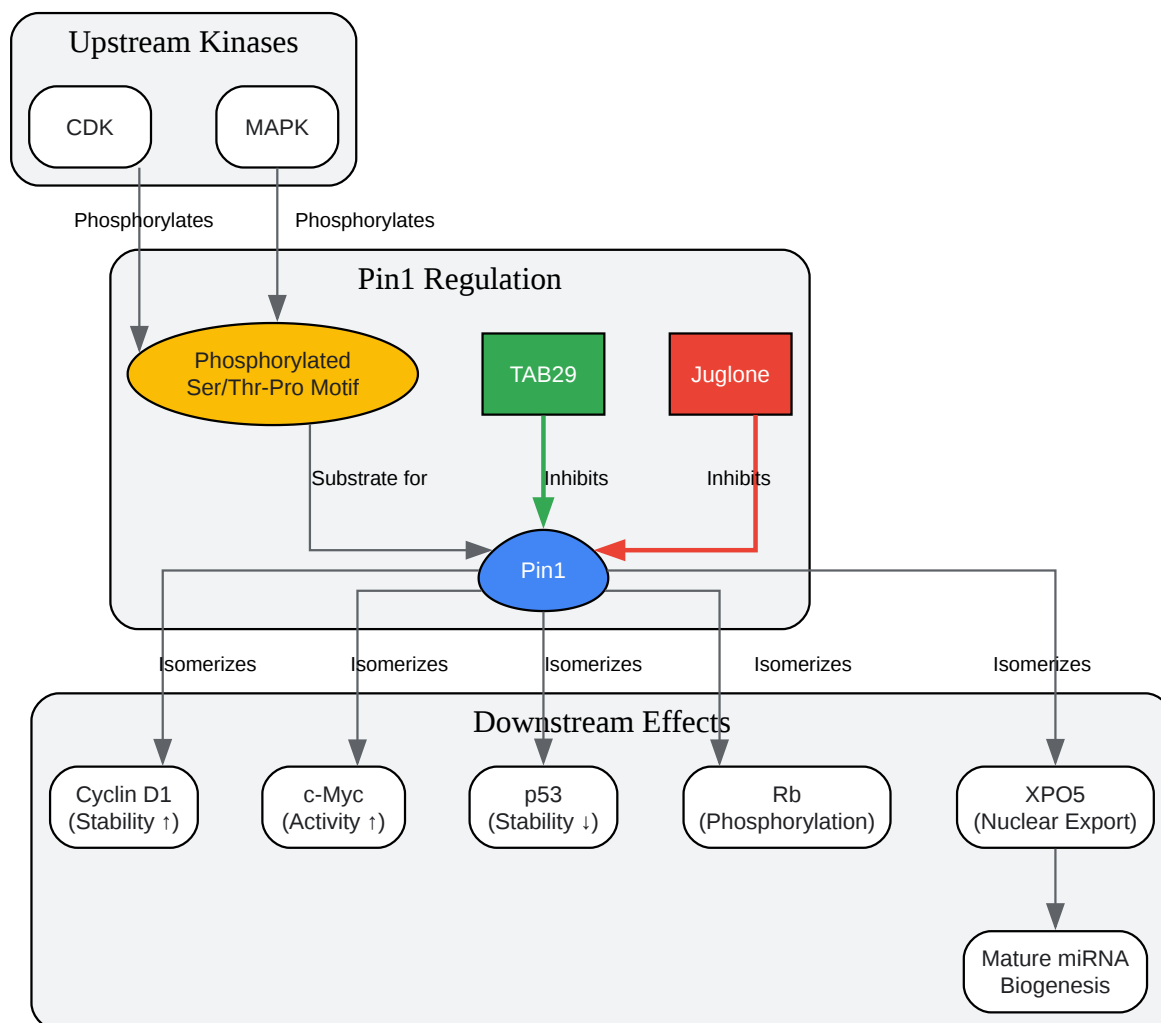 Upstream Kinases
CDK
MAPK
Phosphorylates
Phosphorylates
Pin1 Regulation
Phosphorylated
Ser/Thr-Pro Motif
TAB29
Juglone
Substrate for
Inhibits
Inhibits
Pin1
Isomerizes
Isomerizes
Isomerizes
Isomerizes
Isomerizes
Downstream Effects
Cyclin D1
(Stability ↑)
c-Myc
(Activity ↑)
p53
(Stability ↓)
Rb
(Phosphorylation)
XPO5
(Nuclear Export)
Mature miRNA
Biogenesis